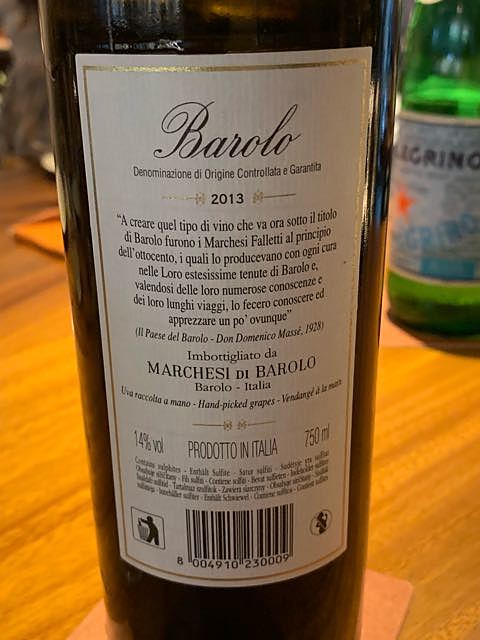 Barolo
Denominazione di Origine Controllata e Garantita
2013
"A creare quel tipo di vino che va ora sotto il titolo
di Barolo furono i Marchesi Falletti al principio
dell'ottocento, i quali lo producevano con ogni cura
nelle Loro estesissime tenute di Barolo e,
valendosi delle loro numerose conoscenze e
dei loro lunghi viaggi, lo fecero conoscere ed
apprezzare un po' ovunque"
(Il Paese del Barolo - Don Domenico Massé, 1928)
Imbottigliato da
MARCHESI DI BAROLO
Barolo - Italia
Uva raccolta a mano - Hand-picked grapes - Vendangé à la main
14% vol PRODOTTO IN ITALIA 750 ml
Contains sulphites - Enthält Sulfite - Satur sulfītus -
8 004910 230009